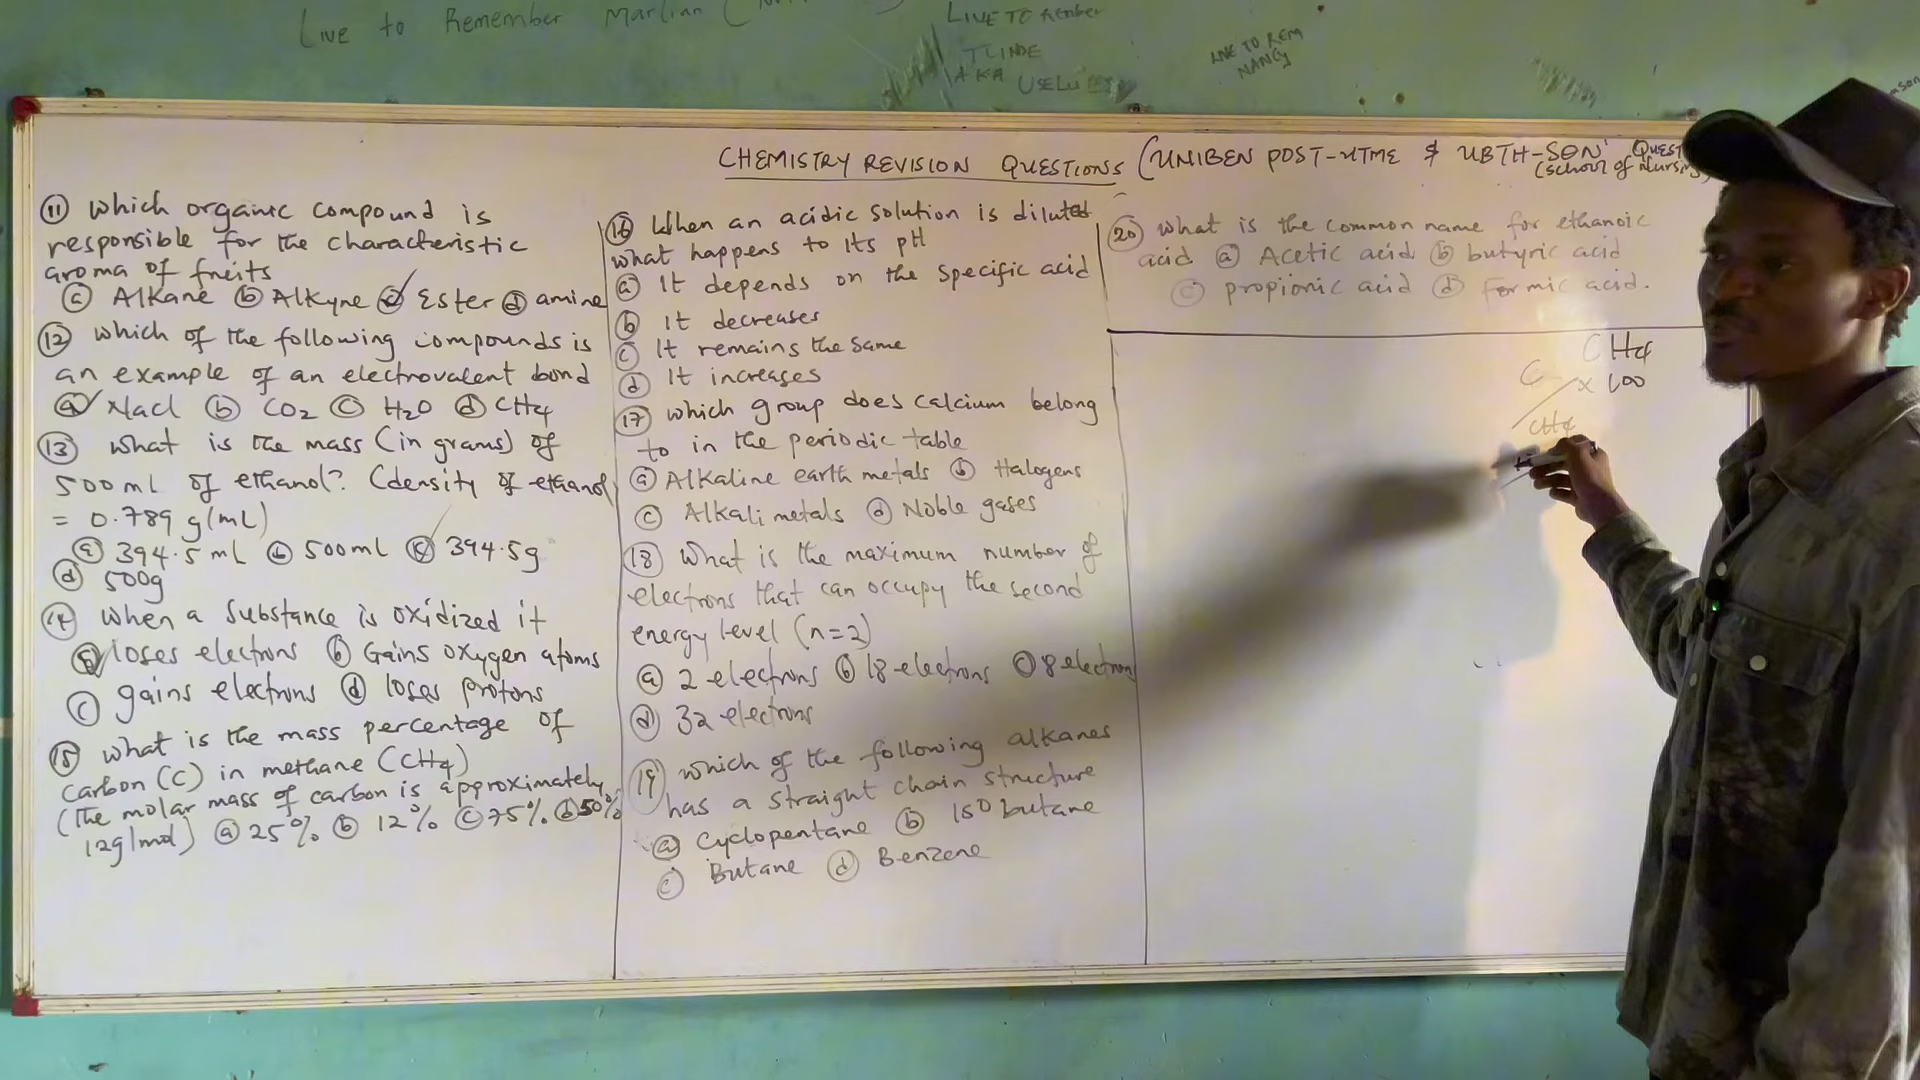 Live to Remember Marlian (
LIVE TO Rember
TLINDE
AKA USELU
LIVE TO REM
NANCY
CHEMISTRY REVISION QUESTIONS (UNIBEN POST-UTME & UBTH-SON' QUEST
(School of Nursing
(11) Which organic compound is
responsible for the characteristic
aroma of fruits
(c) Alkane (b) Alkyne (c) Ester (d) amine
(12) which of the following compounds is
an example of an electrovalent bond
(a) Nacl (b) CO2 (c) H2O (d) CH4
(13) what is the mass (in grams) of
500ml of ethanol? (density of ethanol
= 0.789 g/mL)
(a) 394.5 ml (b) 500ml (c) 394.5g
(d) 500g
(14) when a substance is oxidized it
(a) loses electrons (b) Gains oxygen atoms
(c) gains electrons (d) loses protons
(15) what is the mass percentage of
carbon (C) in methane (CH4)
(The molar mass of carbon is approximately
12g/mol) (a) 25% (b) 12% (c) 75% (d) 50%
(16) When an acidic solution is diluted
what happens to its pH
(a) It depends on the specific acid
(b) It decreases
(c) It remains the same
(d) It increases
(17) which group does calcium belong
to in the periodic table
(a) Alkaline earth metals (b) Halogens
(c) Alkali metals (d) Noble gases
(18) What is the maximum number of
electrons that can occupy the second
energy level (n=2)
(a) 2 electrons (b) 18 electrons (c) 8 electrons
(d) 32 electrons
(19) which of the following alkanes
has a straight chain structure
(a) Cyclopentane (b) Iso butane
(c) Butane (d) Benzene
(20) what is the common name for ethanoic
acid (a) Acetic acid (b) butyric acid
(c) propionic acid (d) formic acid.
CH4
C x 100
CH4